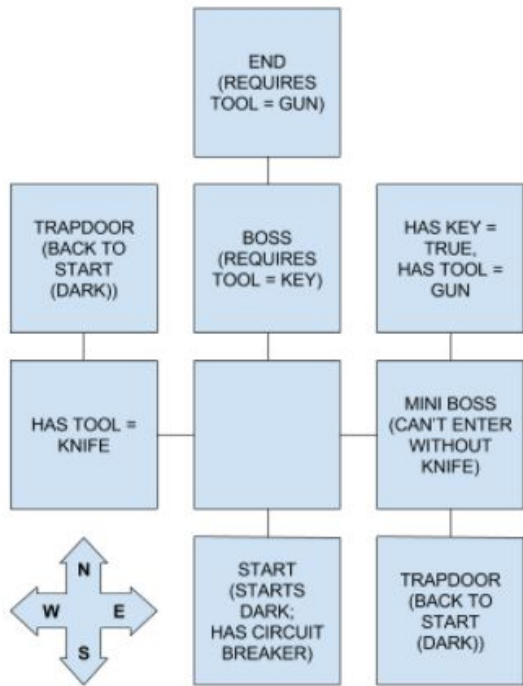 END
(REQUIRES
TOOL = GUN)
TRAPDOOR
(BACK TO
START
(DARK))
BOSS
(REQUIRES
TOOL = KEY)
HAS KEY =
TRUE,
HAS TOOL =
GUN
HAS TOOL =
KNIFE
MINI BOSS
(CAN'T ENTER
WITHOUT
KNIFE)
N
W
E
S
START
(STARTS
DARK;
HAS CIRCUIT
BREAKER)
TRAPDOOR
(BACK TO
START
(DARK))